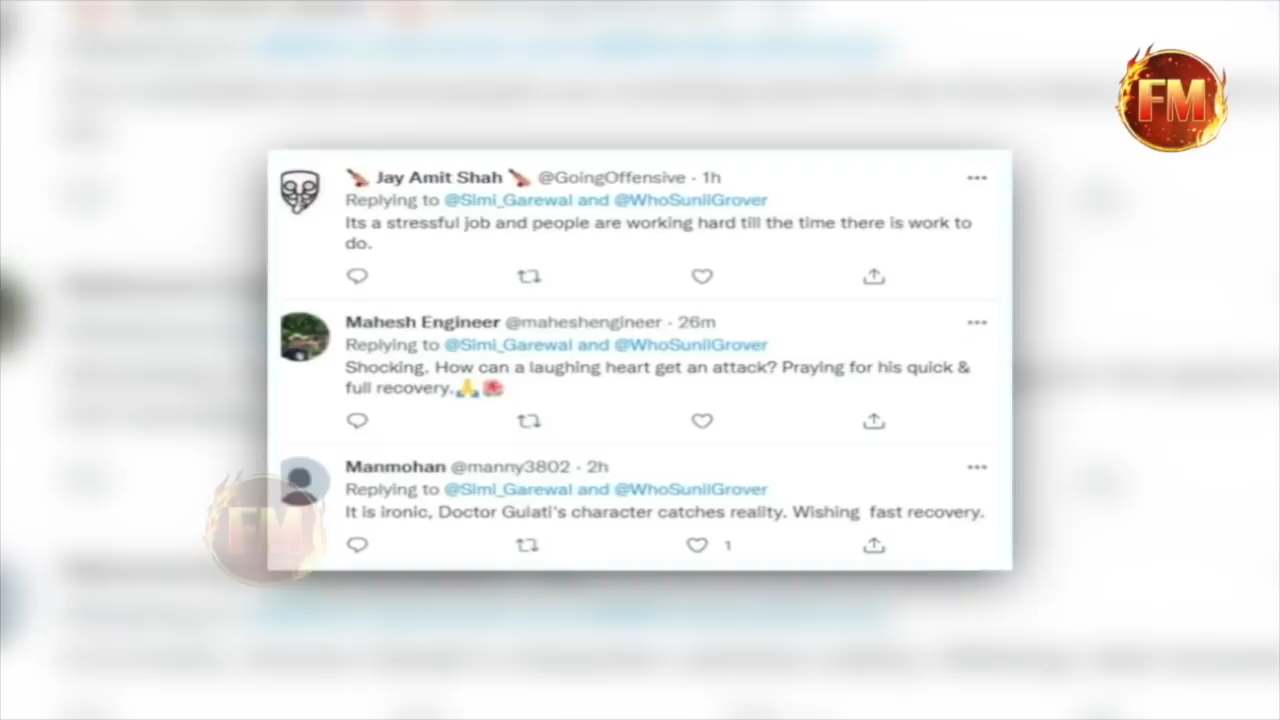 FM
Jay Amit Shah @GoingOffensive · 1h
Replying to @Simi_Garewal and @WhoSunilGrover
Its a stressful job and people are working hard till the time there is work to
do.
Mahesh Engineer @maheshengineer · 26m
Replying to @Simi_Garewal and @WhoSunilGrover
Shocking. How can a laughing heart get an attack? Praying for his quick &
full recovery.🙏🌺
Manmohan @manny3802 · 2h
Replying to @Simi_Garewal and @WhoSunilGrover
It is ironic, Doctor Gulati's character catches reality. Wishing fast recovery.
FM
1